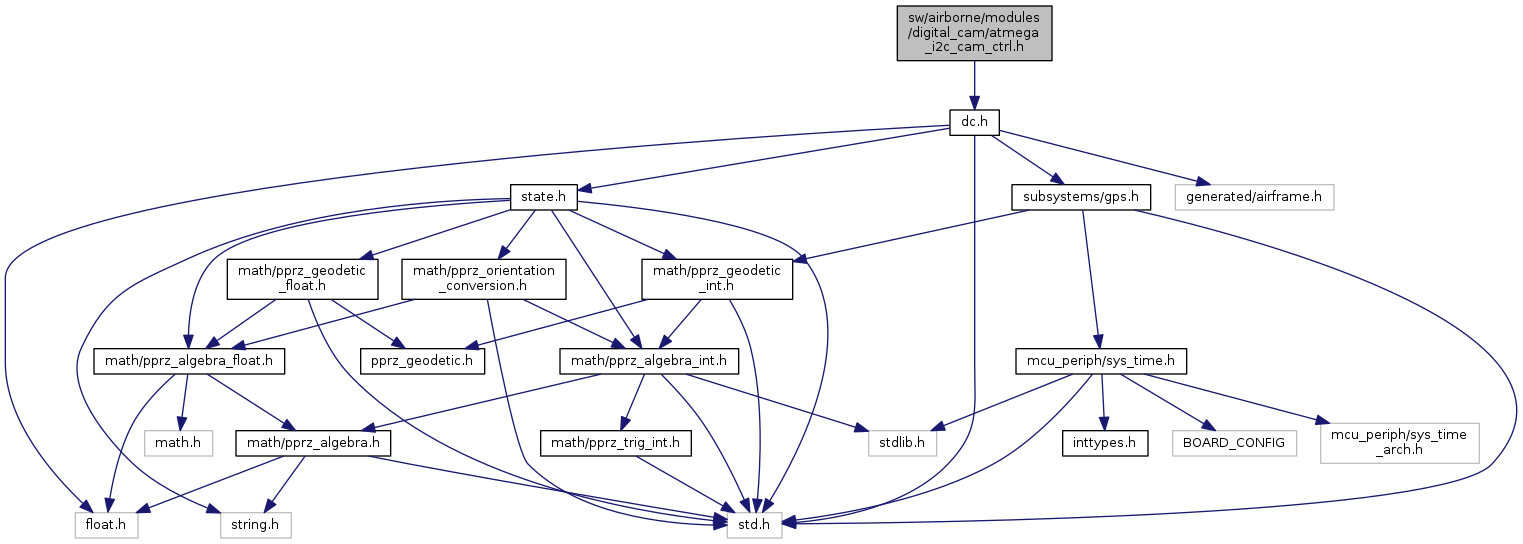 sw/airborne/modules
/digital_cam/atmega
_i2c_cam_ctrl.h
dc.h
state.h
subsystems/gps.h
generated/airframe.h
math/pprz_geodetic
_float.h
math/pprz_orientation
_conversion.h
math/pprz_geodetic
_int.h
math/pprz_algebra_float.h
pprz_geodetic.h
math/pprz_algebra_int.h
mcu_periph/sys_time.h
math.h
math/pprz_algebra.h
math/pprz_trig_int.h
stdlib.h
inttypes.h
BOARD_CONFIG
mcu_periph/sys_time
_arch.h
float.h
string.h
std.h